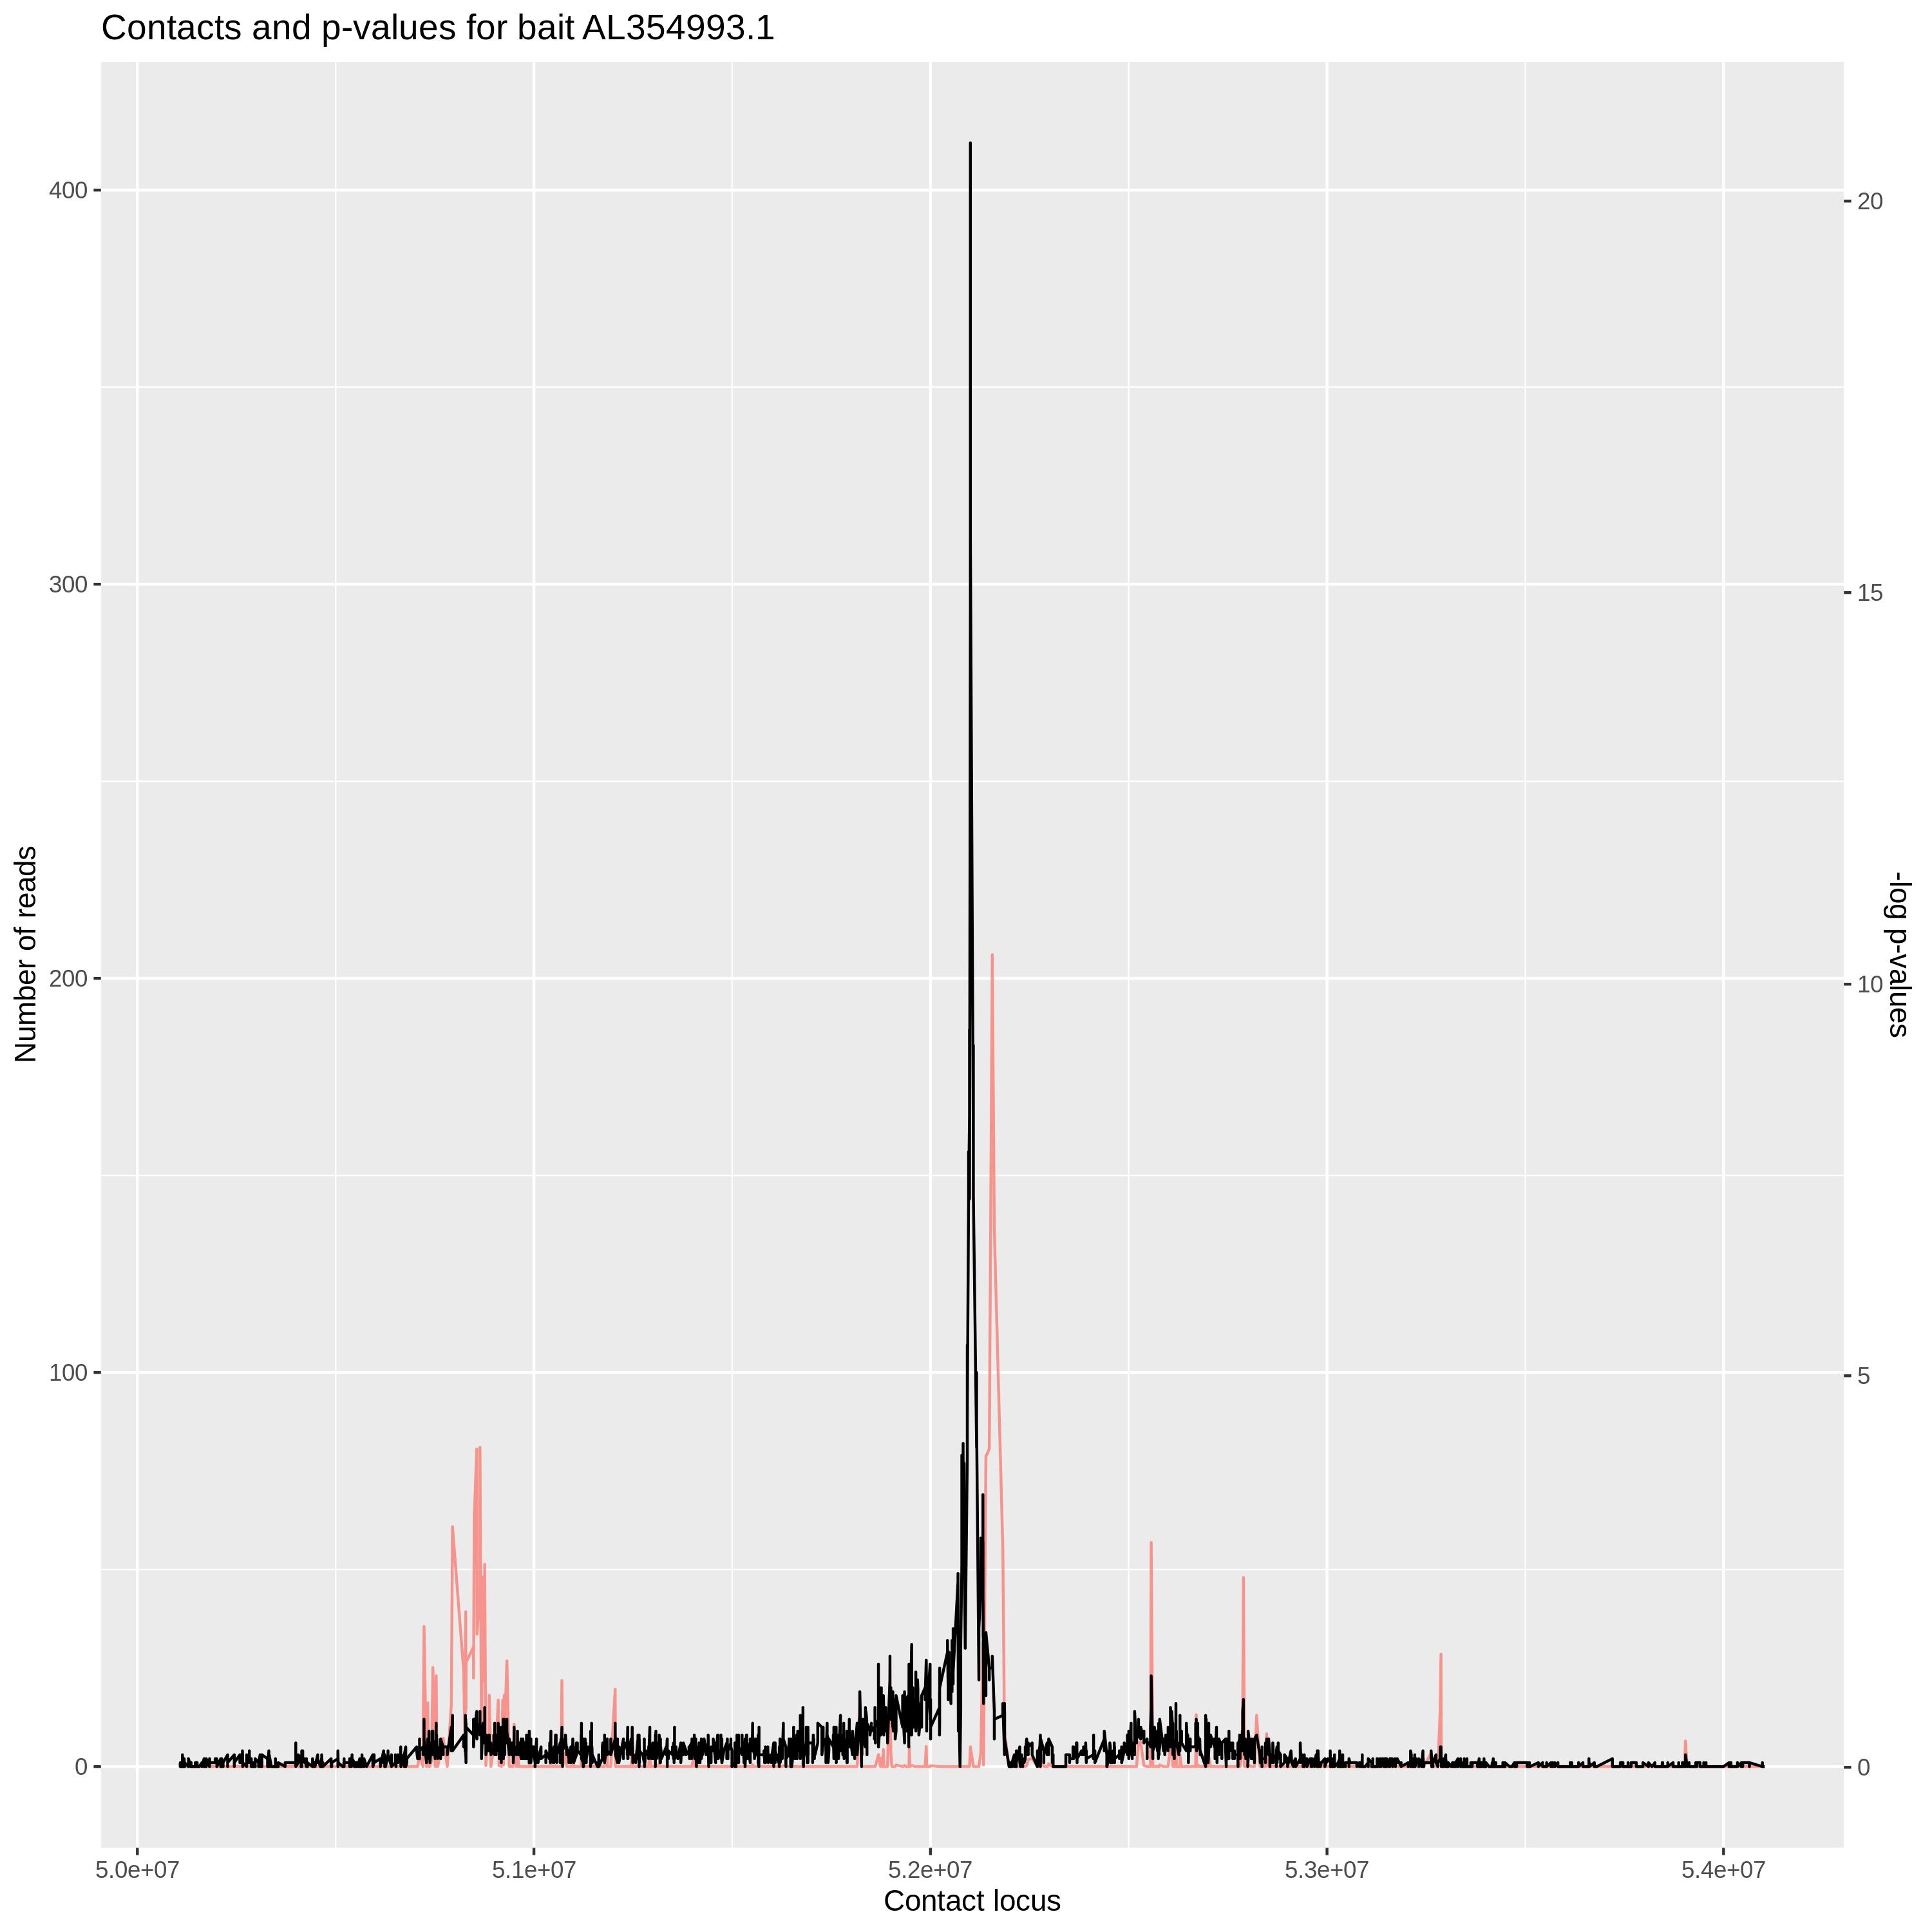 Contacts and p-values for bait AL354993.1
400
300
200
100
0
Number of reads
20
15
10
5
0
-log p-values
5.0e+07 5.1e+07 5.2e+07 5.3e+07 5.4e+07
Contact locus